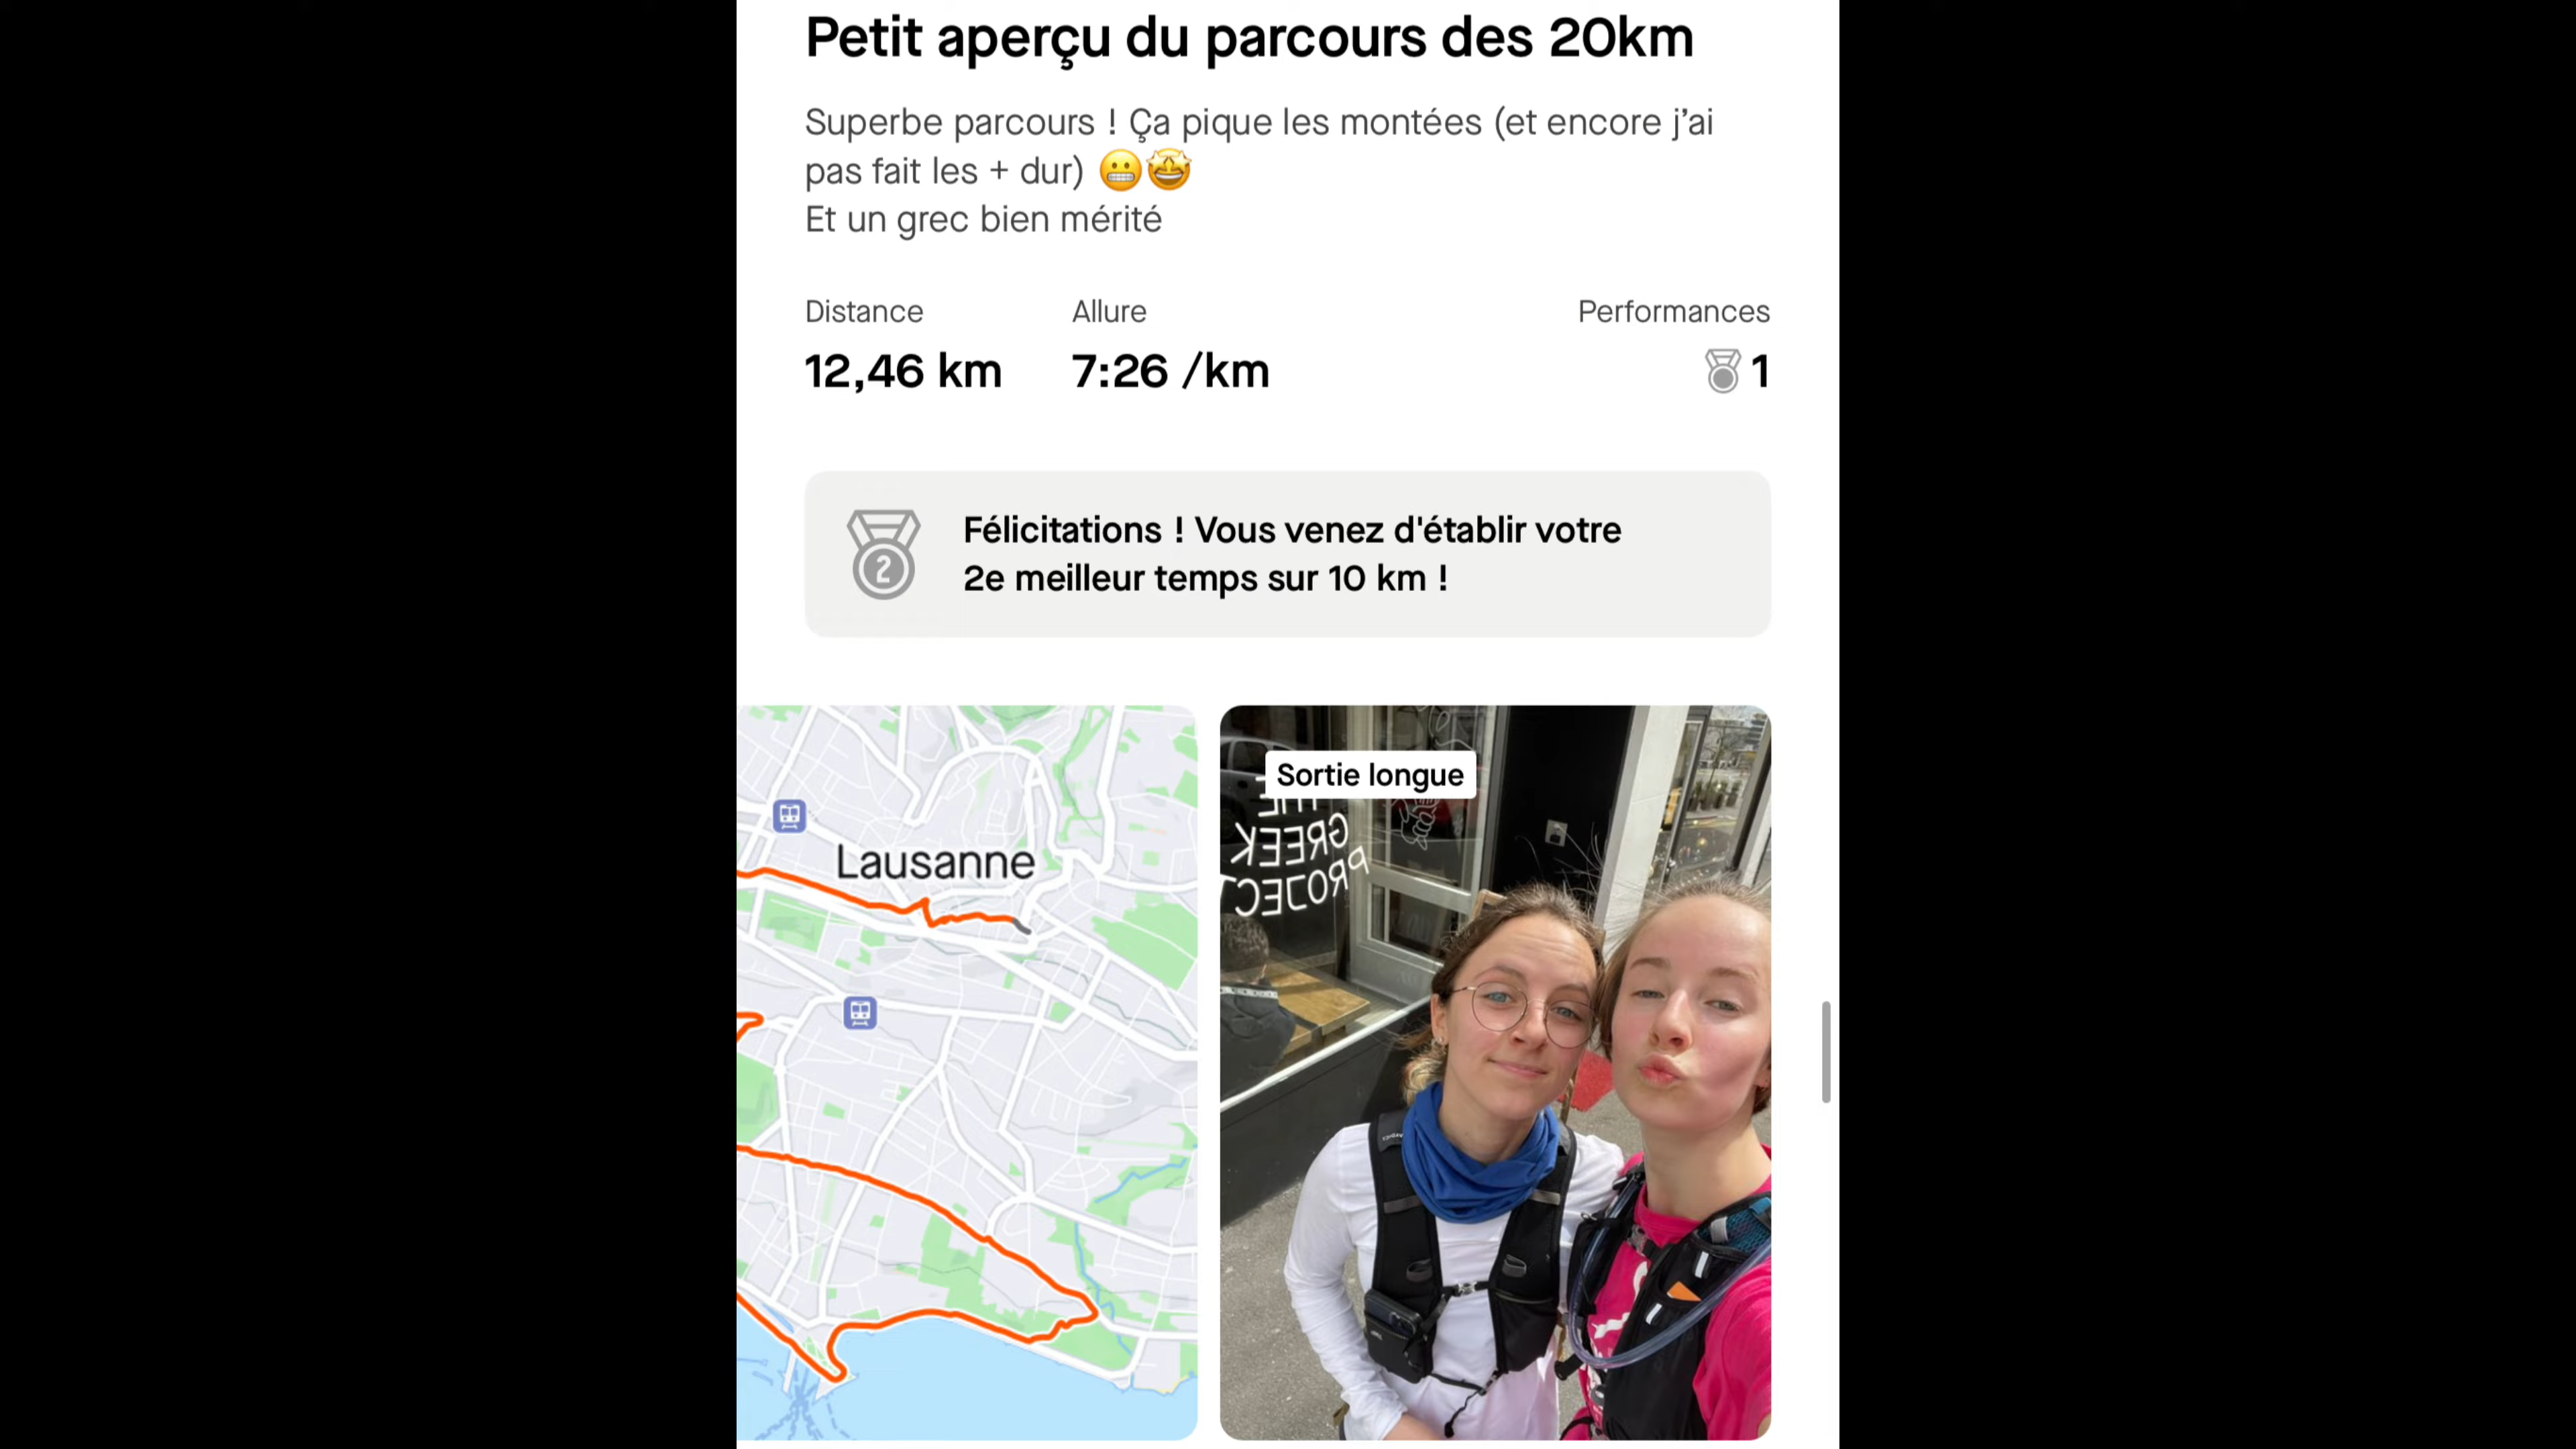 Petit aperçu du parcours des 20km
Superbe parcours ! Ça pique les montées (et encore j’ai
pas fait les + dur) 😬🤩
Et un grec bien mérité
Distance
12,46 km
Allure
7:26 /km
Performances
1
2
Félicitations ! Vous venez d'établir votre
2e meilleur temps sur 10 km !
Lausanne
Sortie longue
THE
GREEK
PROJECT